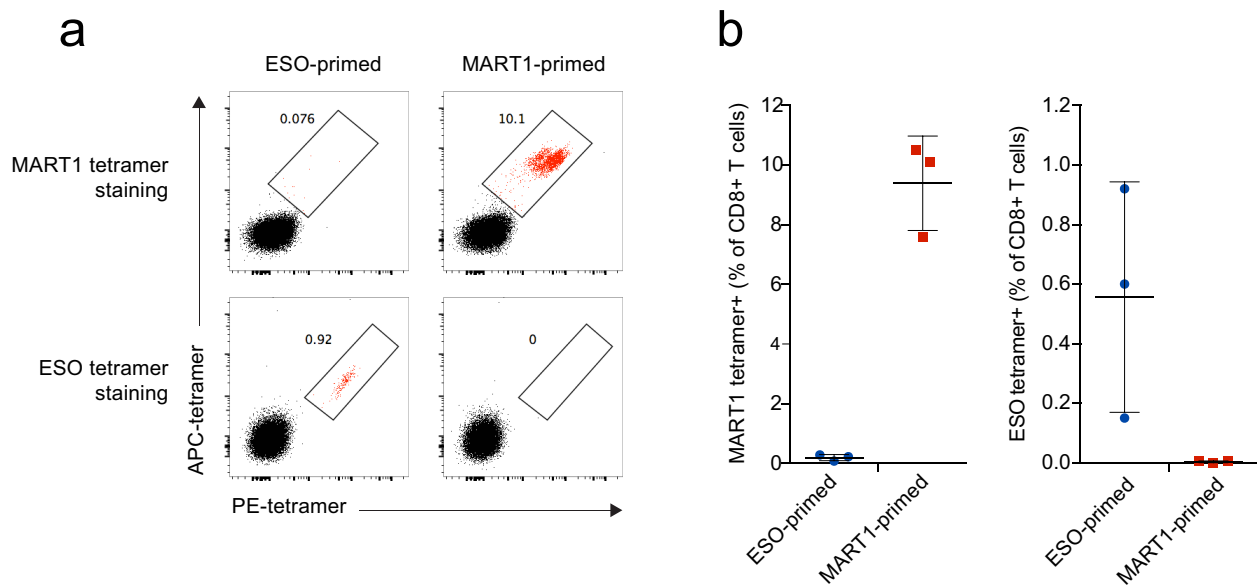 a
ESO-primed
MART1-primed
MART1 tetramer
staining
0.076
10.1
ESO tetramer
staining
0.92
0
APC-tetramer
PE-tetramer
b
MART1 tetramer+ (% of CD8+ T cells)
12
10
8
6
4
2
0
ESO-primed
MART1-primed
ESO tetramer+ (% of CD8+ T cells)
1.2
1.0
0.8
0.6
0.4
0.2
0.0
ESO-primed
MART1-primed